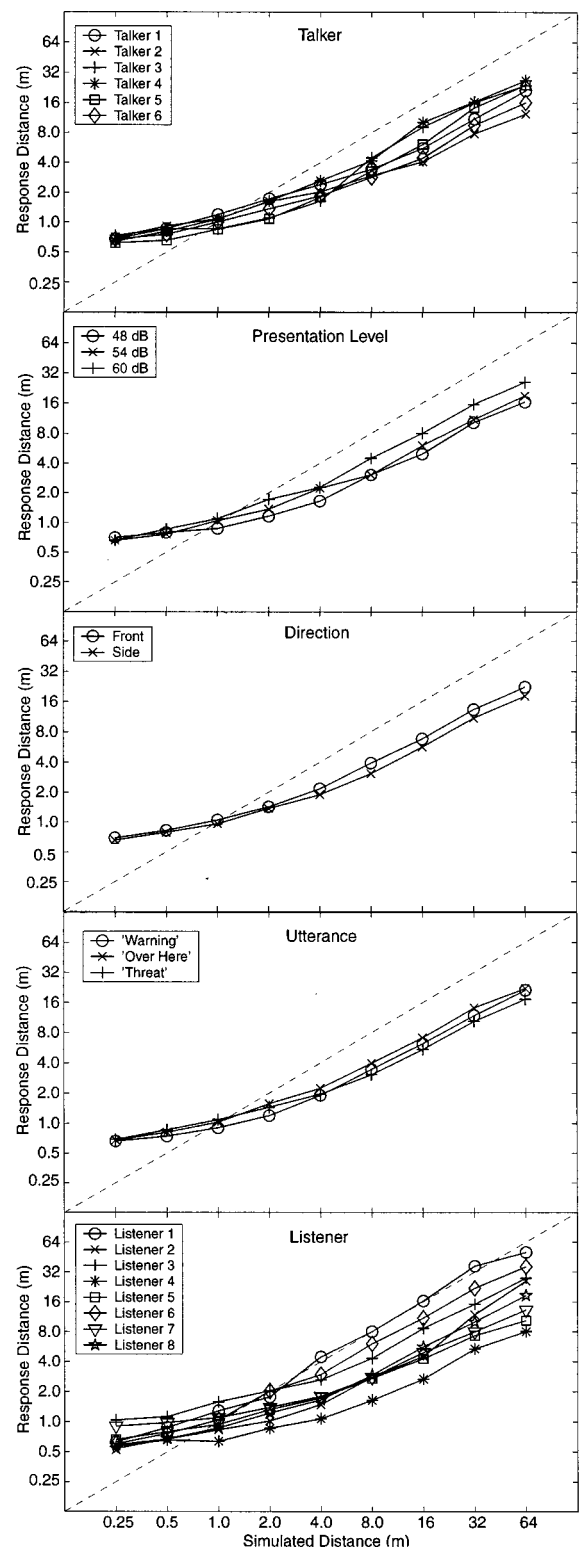 Talker
Talker 1
Talker 2
Talker 3
Talker 4
Talker 5
Talker 6
Response Distance (m)
64
32
16
8.0
4.0
2.0
1.0
0.5
0.25
Presentation Level
48 dB
54 dB
60 dB
Response Distance (m)
64
32
16
8.0
4.0
2.0
1.0
0.5
0.25
Direction
Front
Side
Response Distance (m)
64
32
16
8.0
4.0
2.0
1.0
0.5
0.25
Utterance
'Warning'
'Over Here'
'Threat'
Response Distance (m)
64
32
16
8.0
4.0
2.0
1.0
0.5
0.25
Listener
Listener 1
Listener 2
Listener 3
Listener 4
Listener 5
Listener 6
Listener 7
Listener 8
Response Distance (m)
64
32
16
8.0
4.0
2.0
1.0
0.5
0.25
0.25 0.5 1.0 2.0 4.0 8.0 16 32 64
Simulated Distance (m)